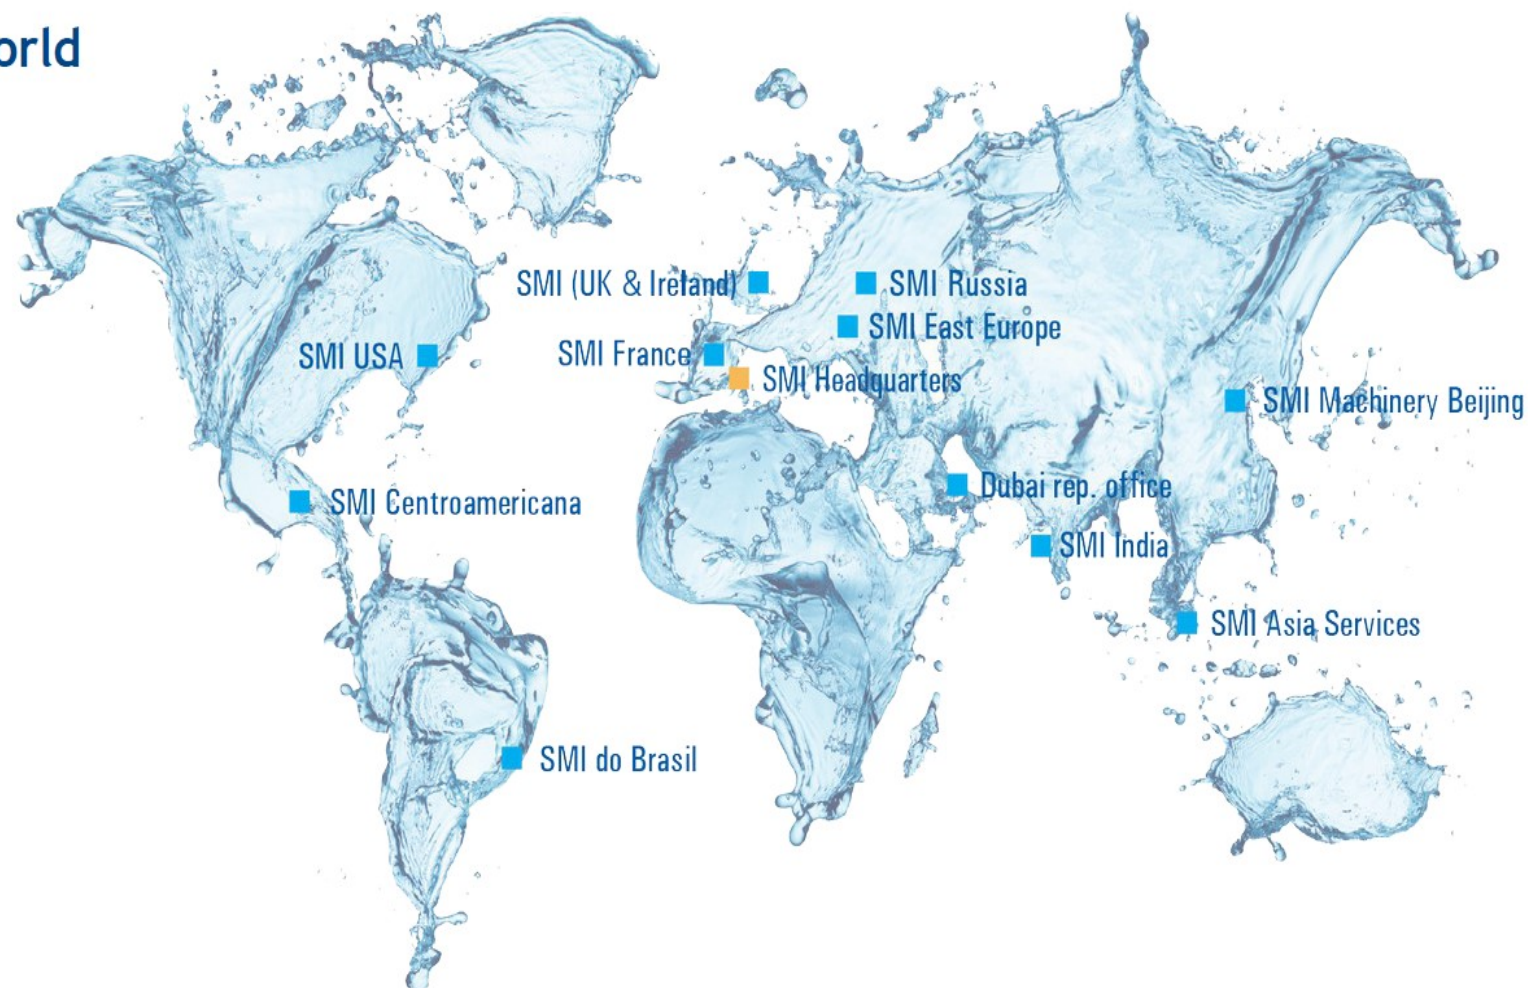 orld
SMI (UK & Ireland)
SMI Russia
SMI East Europe
SMI France
SMI USA
SMI Headquarters
SMI Machinery Beijing
Dubai rep. office
SMI Centroamericana
SMI India
SMI Asia Services
SMI do Brasil